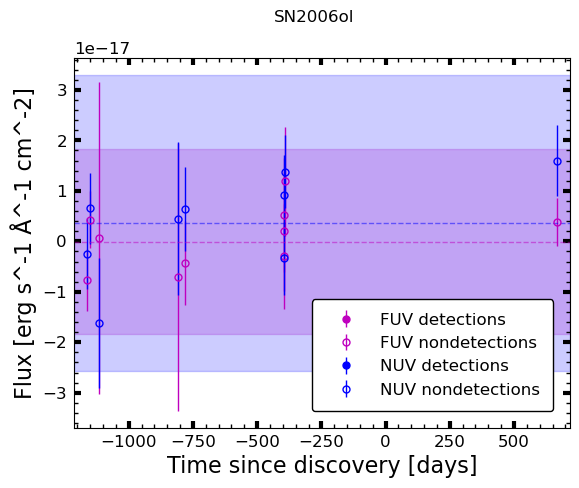 SN2006ol
1e−17
3
2
1
0
−1
−2
−3
Flux [erg s^-1 Å^-1 cm^-2]
FUV detections
FUV nondetections
NUV detections
NUV nondetections
−1000 −750 −500 −250 0 250 500
Time since discovery [days]